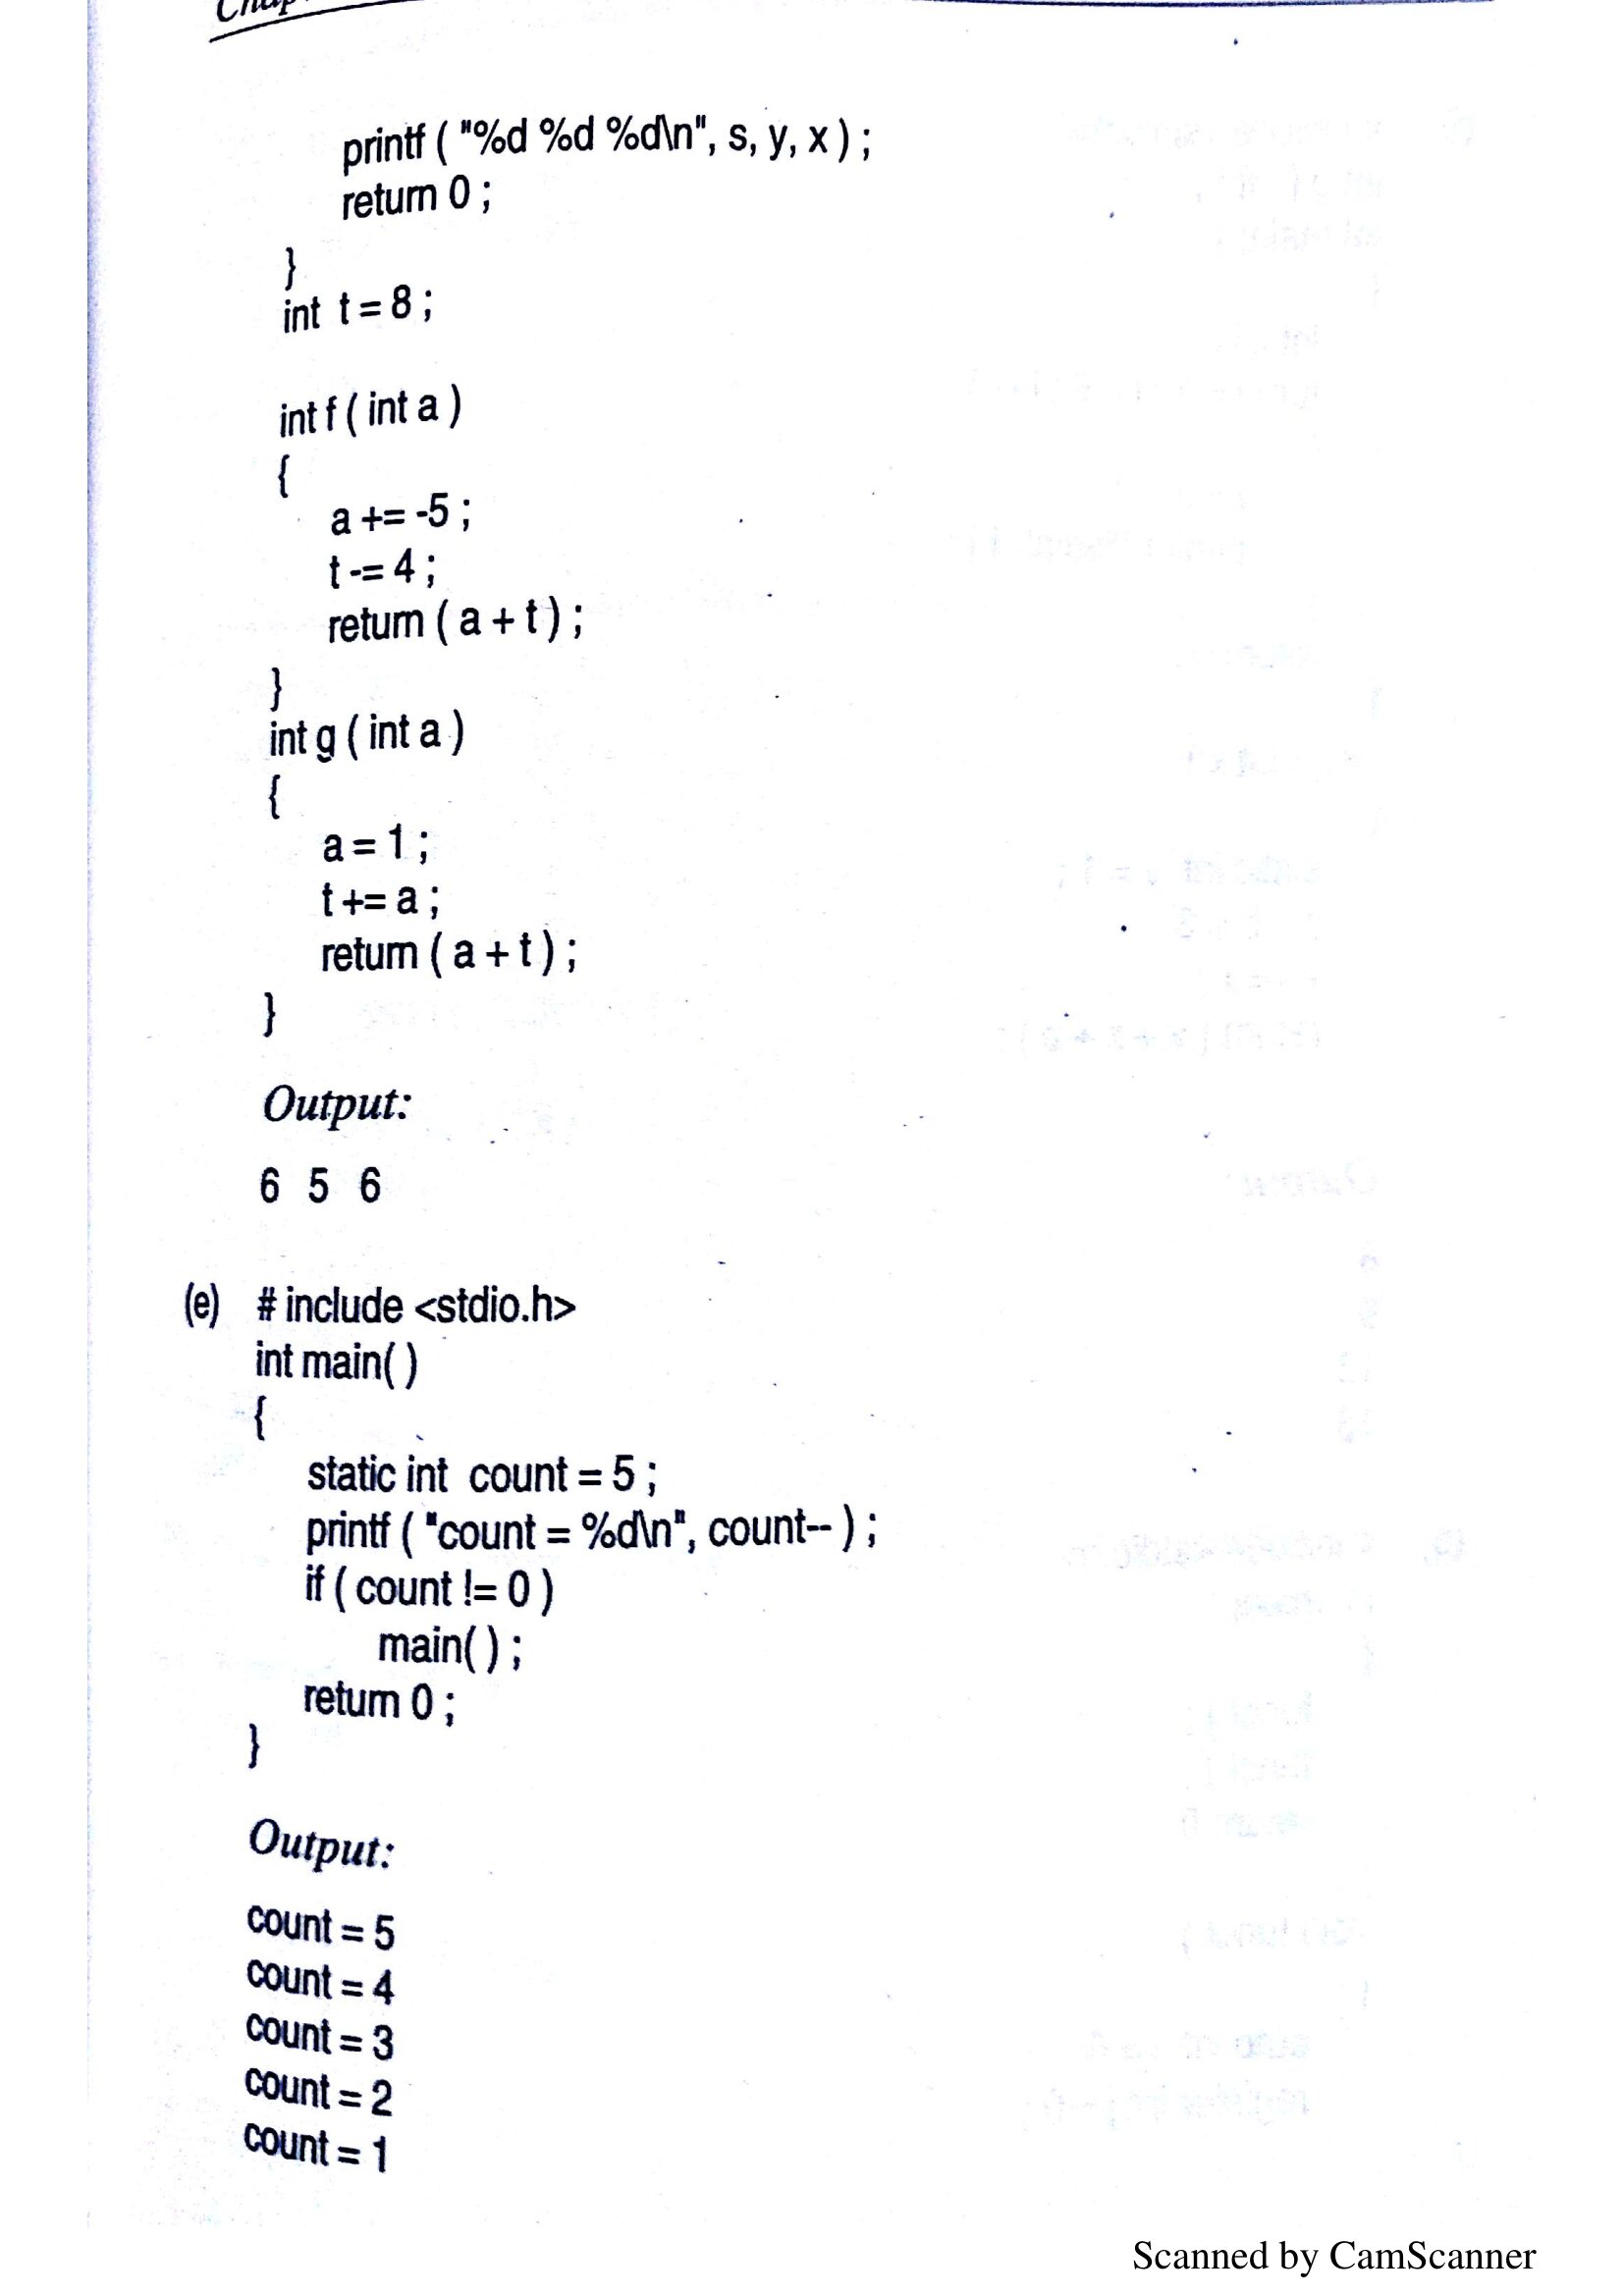 printf ( "%d %d %d\n", s, y, x ) ;
return 0 ;
}
int t = 8 ;
int f ( int a )
{
a += -5 ;
t -= 4 ;
return ( a + t ) ;
}
int g ( int a )
{
a = 1 ;
t += a ;
return ( a + t ) ;
}
Output:
6 5 6
(e) # include <stdio.h>
int main( )
{
static int count = 5 ;
printf ( "count = %d\n", count-- ) ;
if ( count != 0 )
main( ) ;
return 0 ;
}
Output:
count = 5
count = 4
count = 3
count = 2
count = 1
Scanned by CamScanner